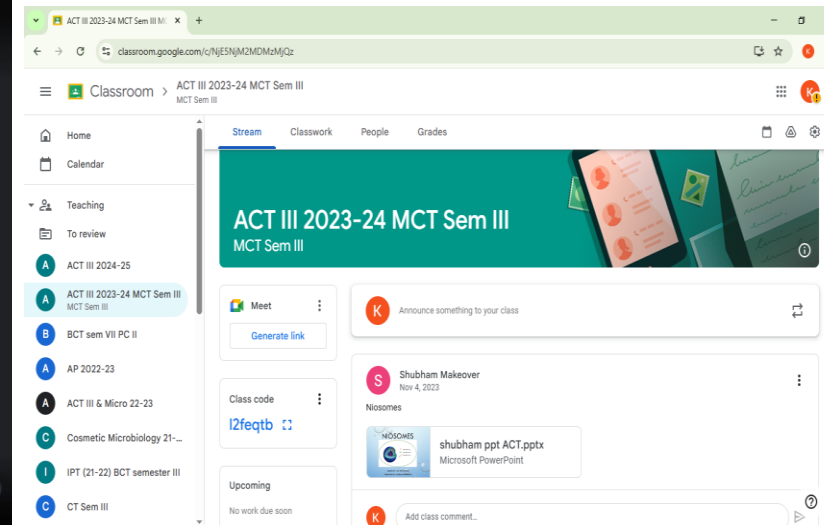 ACT III 2023-24 MCT Sem III M
classroom.google.com/c/NjE5NjM2MDMzMjQz
K
Classroom > ACT III 2023-24 MCT Sem III
MCT Sem III
K
Home
Calendar
Teaching
To review
A ACT III 2024-25
A ACT III 2023-24 MCT Sem III
MCT Sem III
B BCT sem VII PC II
A AP 2022-23
A ACT III & Micro 22-23
C Cosmetic Microbiology 21-...
I IPT (21-22) BCT semester III
C CT Sem III
Stream Classwork People Grades
ACT III 2023-24 MCT Sem III
MCT Sem III
Meet
Generate link
Class code
l2feqtb
Upcoming
No work due soon
K Announce something to your class
S Shubham Makeover
Nov 4, 2023
Niosomes
NIOSOMES
shubham ppt ACT.pptx
Microsoft PowerPoint
K Add class comment...